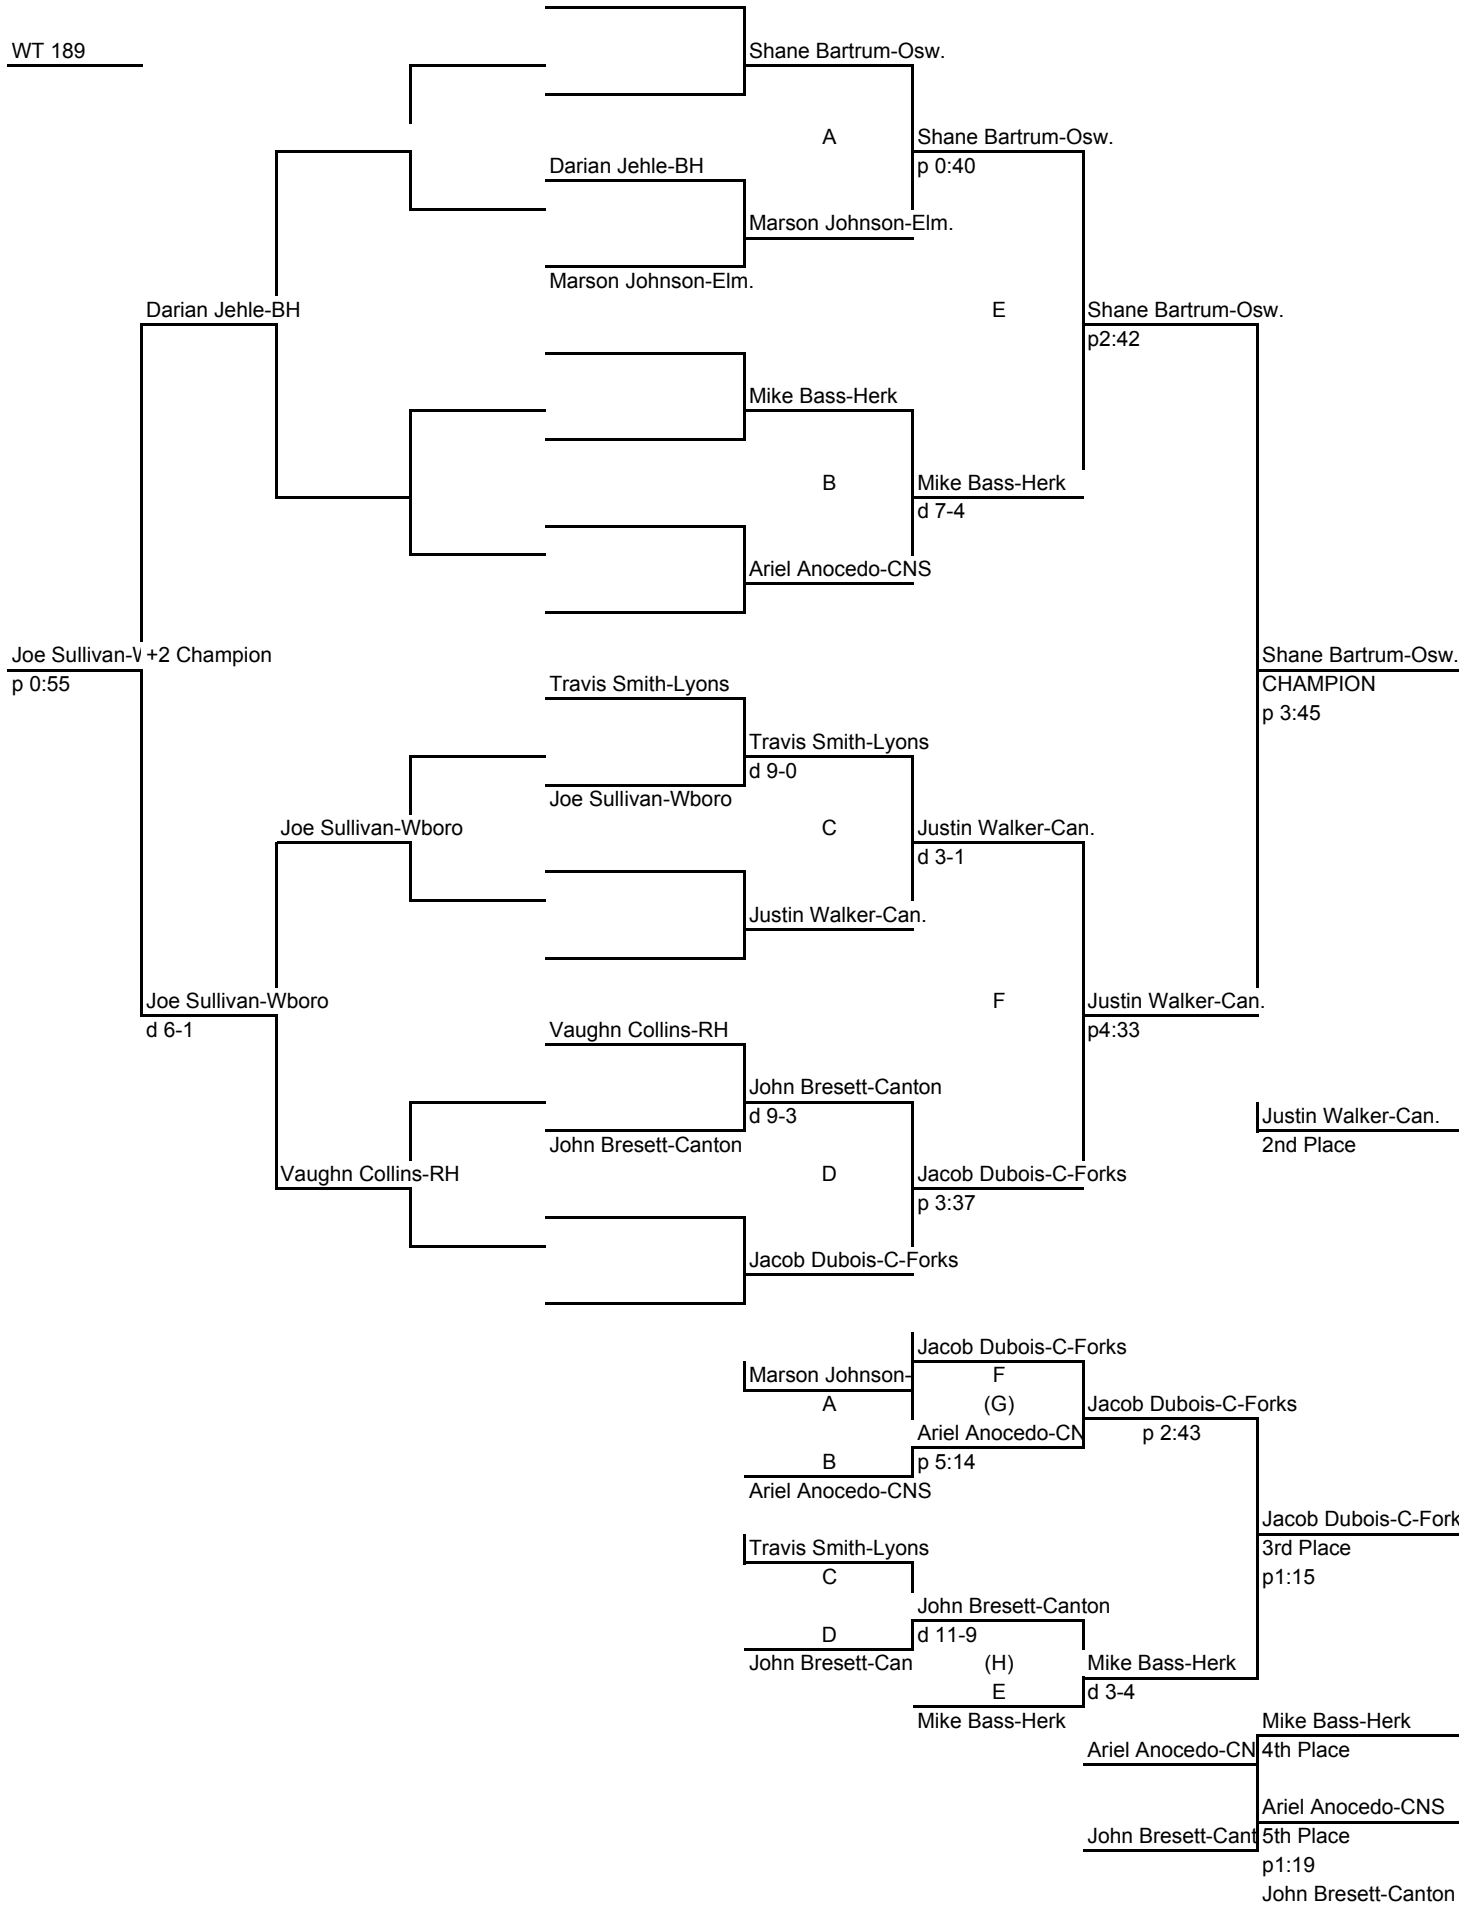 WT 189
Shane Bartrum-Osw.
A
Shane Bartrum-Osw.
Darian Jehle-BH
p 0:40
Marson Johnson-Elm.
Marson Johnson-Elm.
Darian Jehle-BH
E
Shane Bartrum-Osw.
p2:42
Mike Bass-Herk
B
Mike Bass-Herk
d 7-4
Ariel Anocedo-CNS
Joe Sullivan-W
+2 Champion
Shane Bartrum-Osw.
p 0:55
Travis Smith-Lyons
CHAMPION
p 3:45
Travis Smith-Lyons
d 9-0
Joe Sullivan-Wboro
Joe Sullivan-Wboro
C
Justin Walker-Can.
d 3-1
Justin Walker-Can.
Joe Sullivan-Wboro
F
Justin Walker-Can.
d 6-1
Vaughn Collins-RH
p4:33
John Bresett-Canton
d 9-3
Justin Walker-Can.
John Bresett-Canton
2nd Place
Vaughn Collins-RH
D
Jacob Dubois-C-Forks
p 3:37
Jacob Dubois-C-Forks
Jacob Dubois-C-Forks
Marson Johnson-
F
A
(G)
Jacob Dubois-C-Forks
Ariel Anocedo-CN
p 2:43
B
p 5:14
Ariel Anocedo-CNS
Jacob Dubois-C-Fork
Travis Smith-Lyons
3rd Place
C
p1:15
John Bresett-Canton
D
d 11-9
John Bresett-Can
(H)
Mike Bass-Herk
E
d 3-4
Mike Bass-Herk
Mike Bass-Herk
Ariel Anocedo-CN
4th Place
Ariel Anocedo-CNS
John Bresett-Cant
5th Place
p1:19
John Bresett-Canton